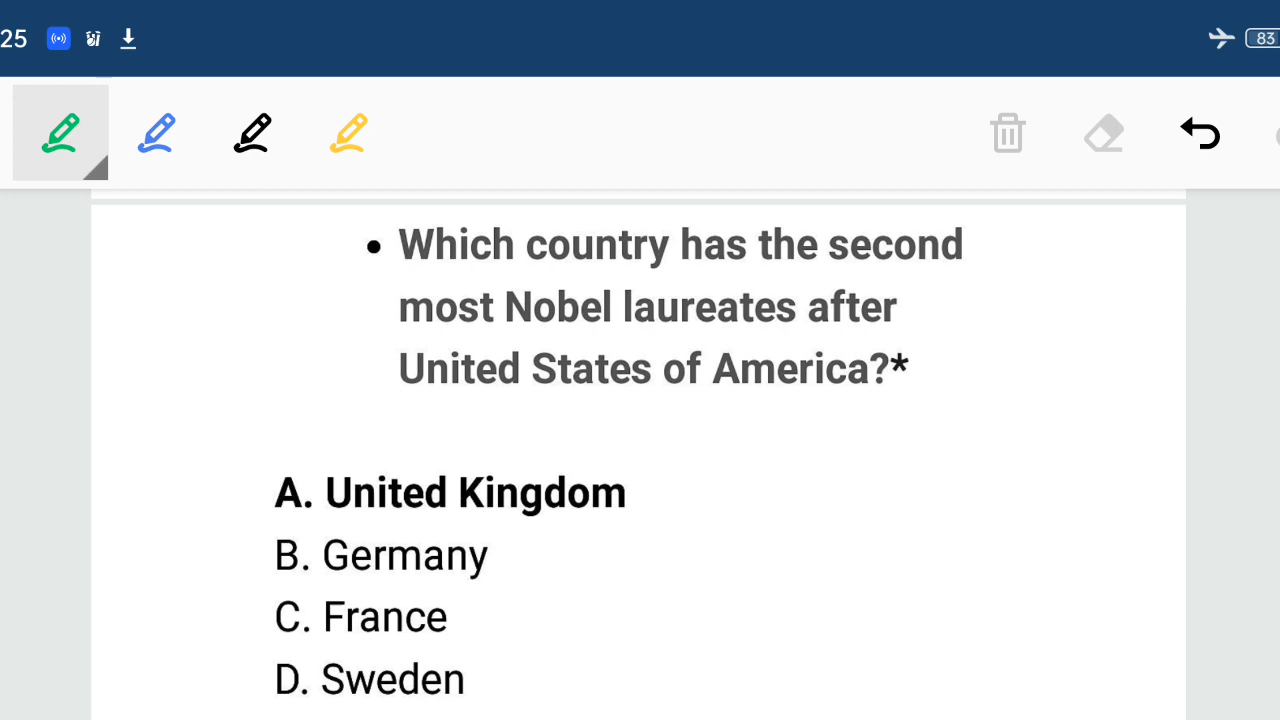 25
83
• Which country has the second
most Nobel laureates after
United States of America?*
A. United Kingdom
B. Germany
C. France
D. Sweden